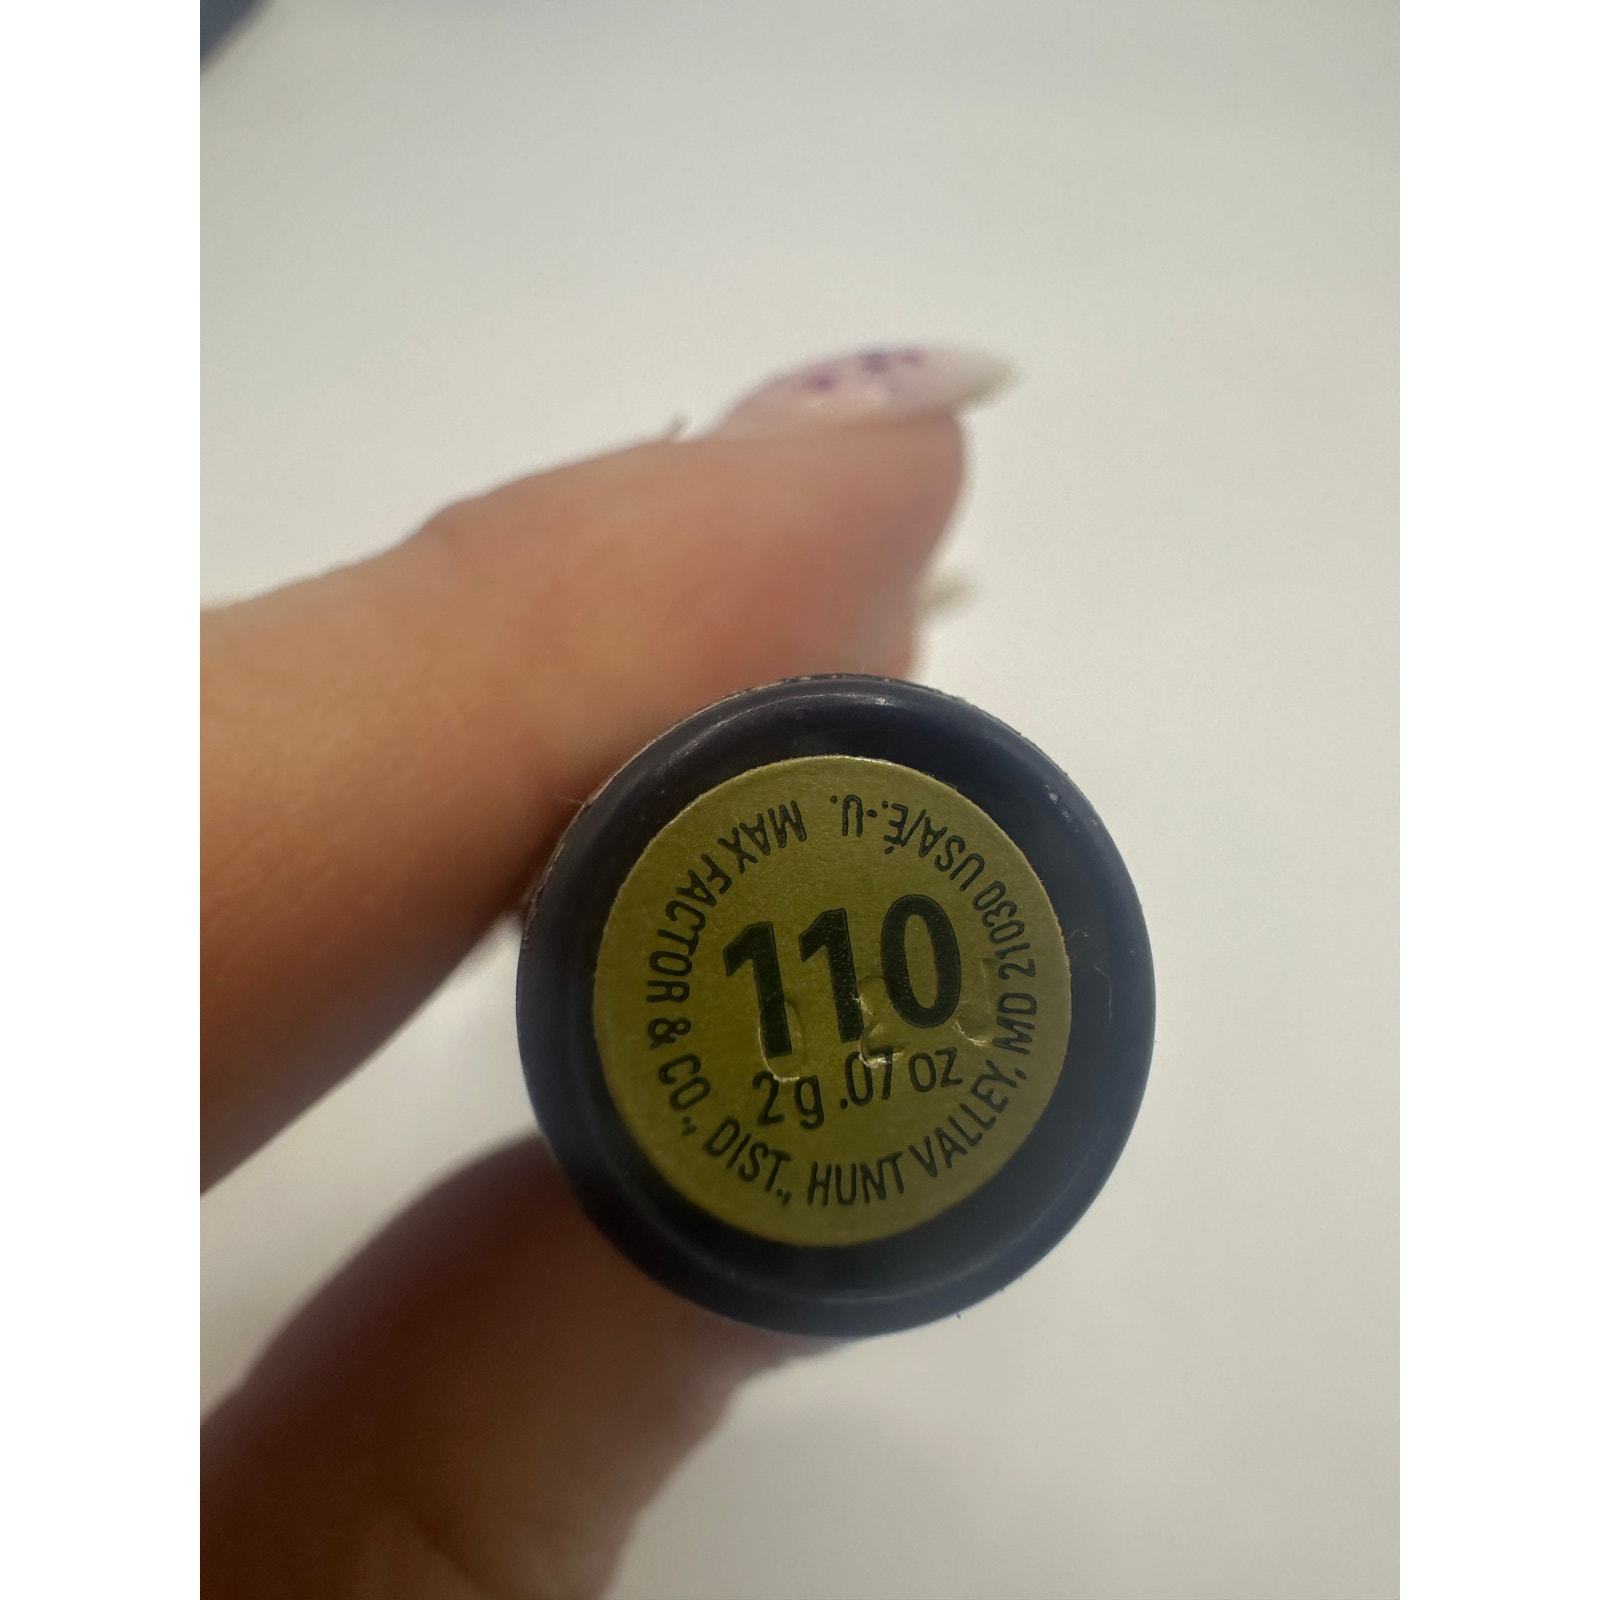 110
2 g .07 oz
MAX FACTOR & CO., DIST., HUNT VALLEY, MD 21030 USA/É.-U.